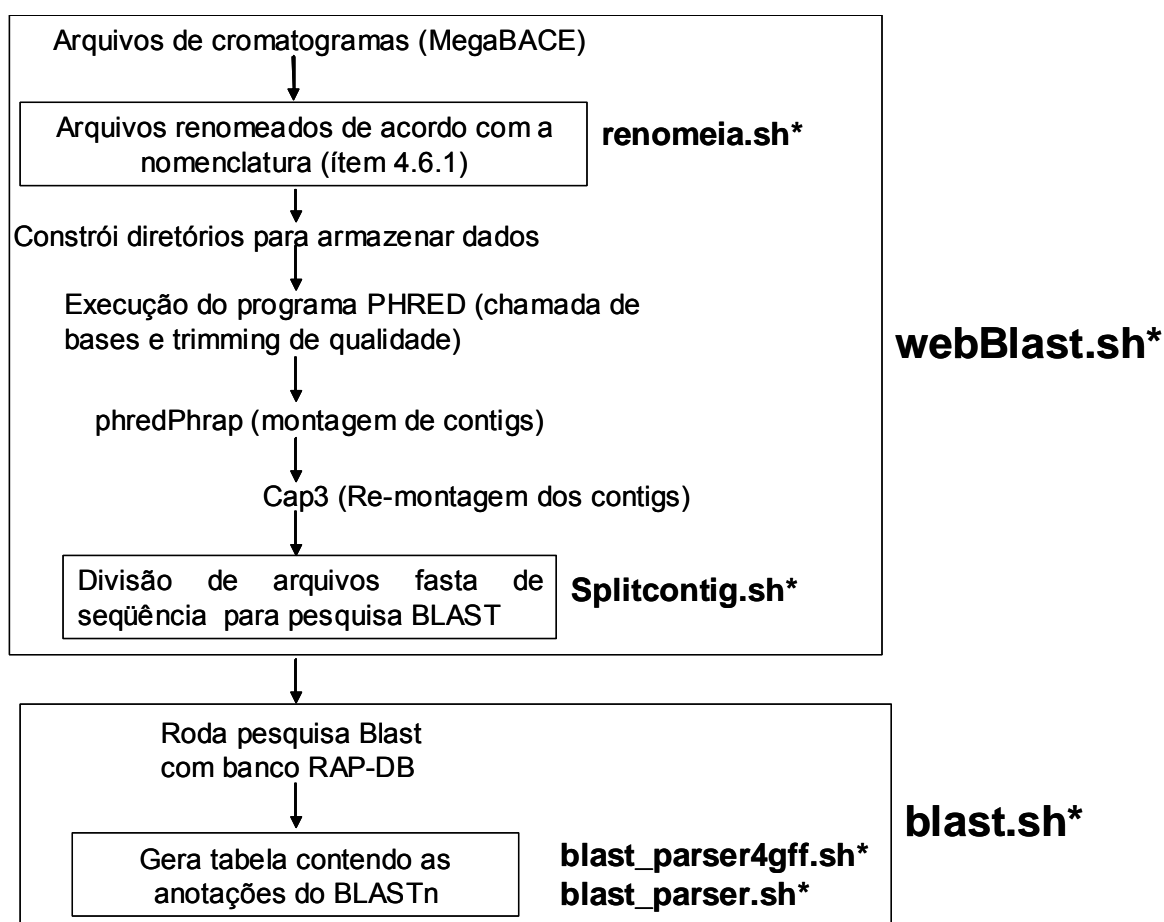 Arquivos de cromatogramas (MegaBACE)
Arquivos renomeados de acordo com a
nomenclatura (ítem 4.6.1)
renomeia.sh*
Constrói diretórios para armazenar dados
Execução do programa PHRED (chamada de
bases e trimming de qualidade)
webBlast.sh*
phredPhrap (montagem de contigs)
Cap3 (Re-montagem dos contigs)
Divisão de arquivos fasta de
seqüência para pesquisa BLAST
Splitcontig.sh*
Roda pesquisa Blast
com banco RAP-DB
blast.sh*
Gera tabela contendo as
anotações do BLASTn
blast_parser4gff.sh*
blast_parser.sh*